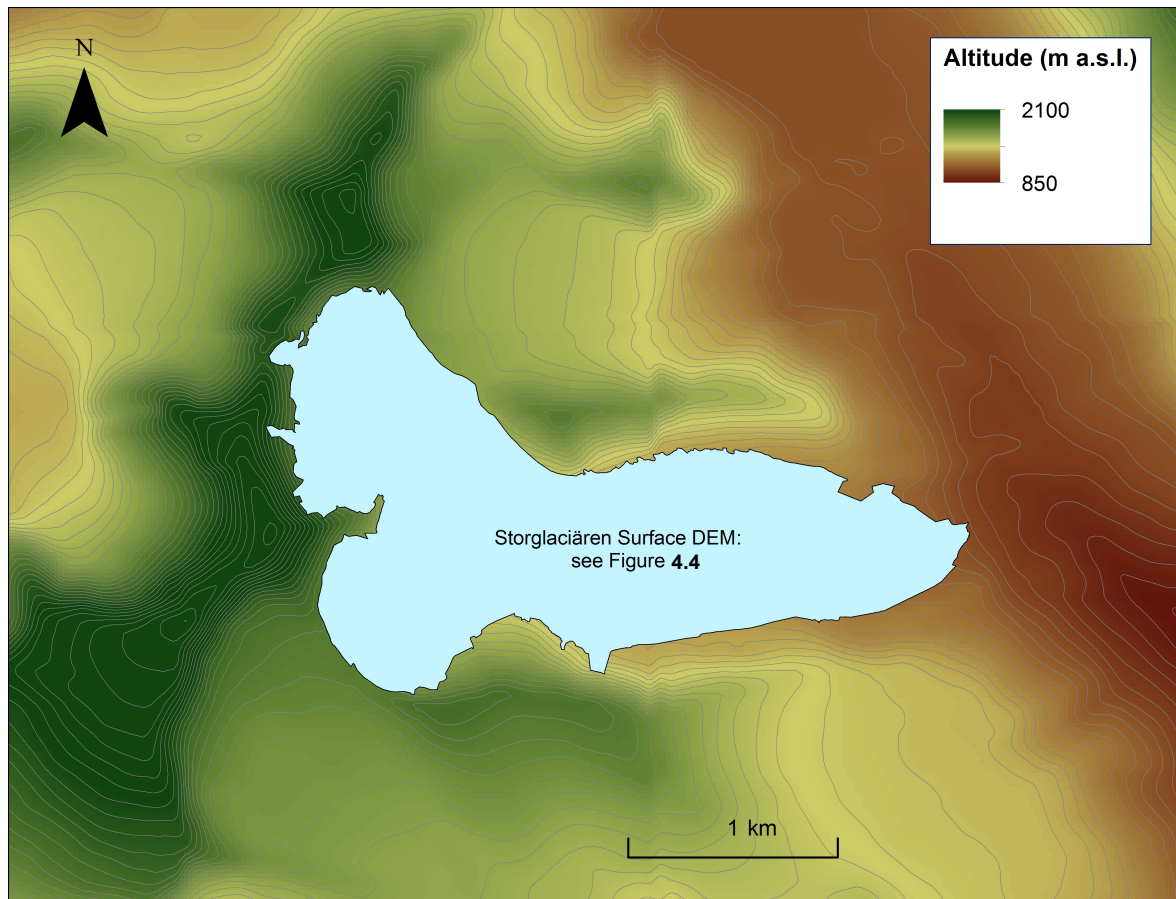 N
Altitude (m a.s.l.)
2100
850
Storglaciären Surface DEM:
see Figure 4.4
1 km